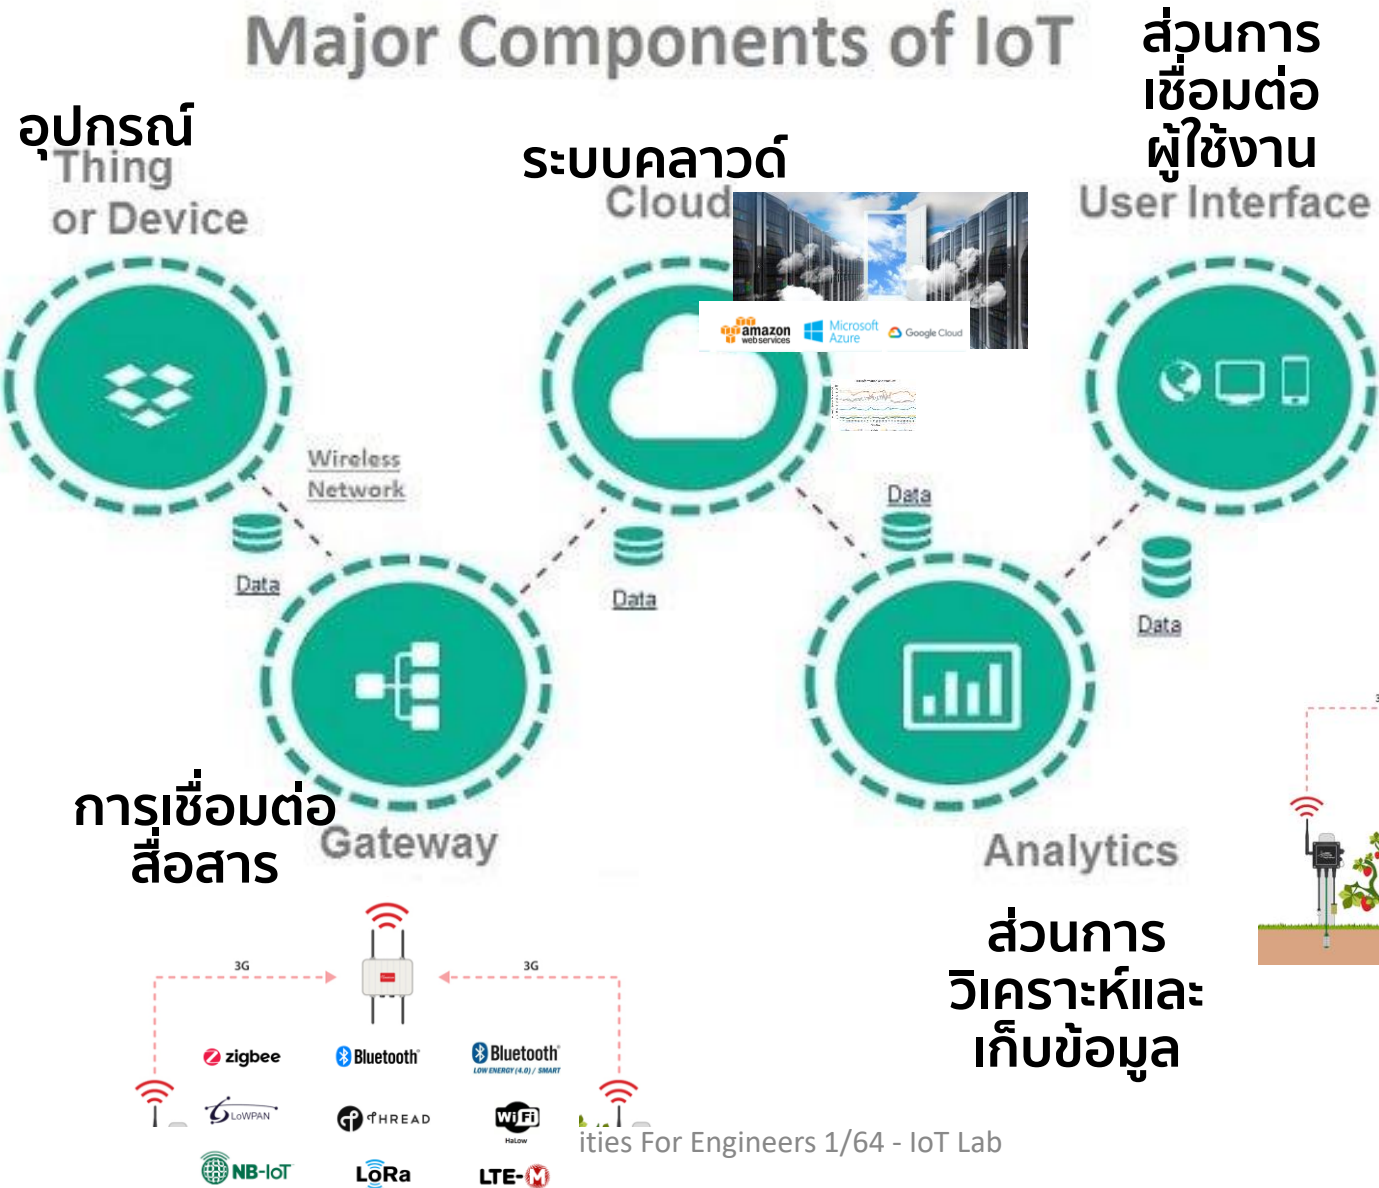 Major Components of IoT
ส่วนการ
เชื่อมต่อ
ผู้ใช้งาน
อุปกรณ์
Thing
or Device
ระบบคลาวด์
Cloud
User Interface
amazon
webservices
Microsoft
Azure
Google Cloud
Wireless
Network
Data
Data
Data
Data
การเชื่อมต่อ
สื่อสาร
Gateway
Analytics
ส่วนการ
วิเคราะห์และ
เก็บข้อมูล
3G
3G
zigbee
Bluetooth
Bluetooth
LOW ENERGY (4.0) / SMART
6LoWPAN
THREAD
WiFi
HaLow
NB-IoT
LoRa
LTE-M
ities For Engineers 1/64 - IoT Lab